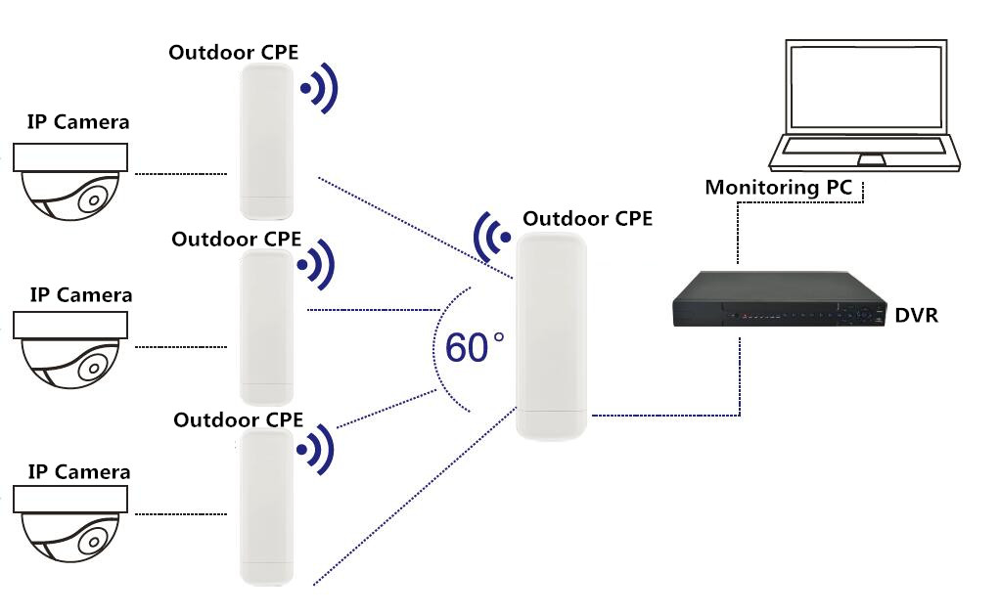 Outdoor CPE
IP Camera
Monitoring PC
Outdoor CPE
Outdoor CPE
IP Camera
DVR
60°
Outdoor CPE
IP Camera